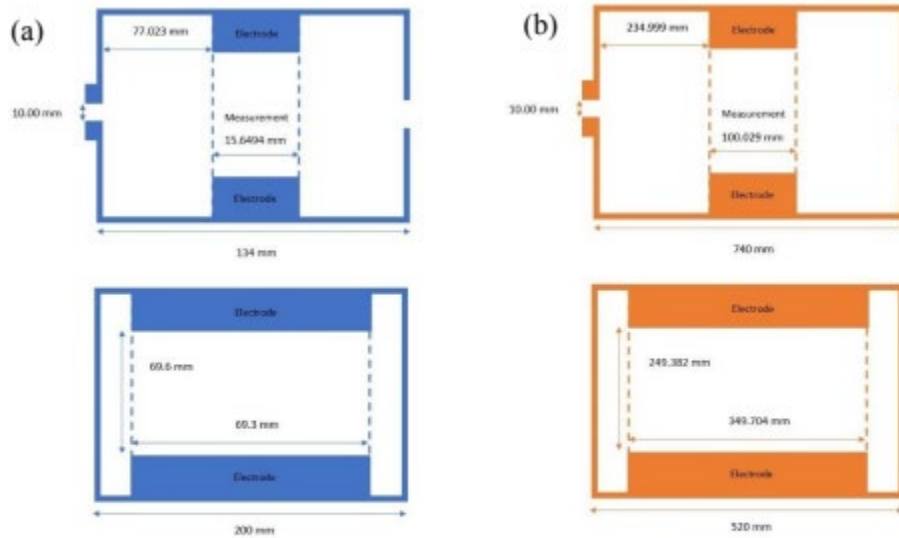 (a)
77.023 mm
Electrode
10.00 mm
Measurement
15.6494 mm
Electrode
134 mm
Electrode
69.6 mm
69.3 mm
Electrode
200 mm
(b)
234.999 mm
Electrode
10.00 mm
Measurement
100.029 mm
Electrode
740 mm
Electrode
249.382 mm
349.704 mm
Electrode
520 mm